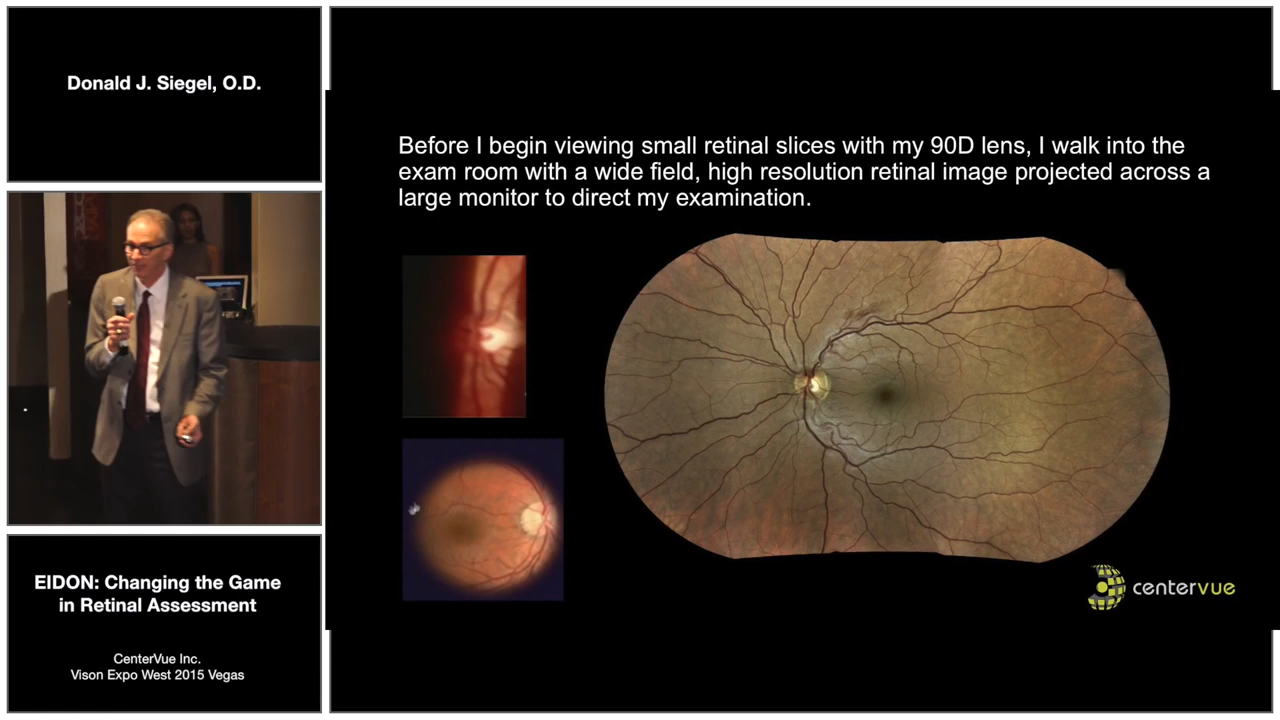 Donald J. Siegel, O.D.
EIDON: Changing the Game
in Retinal Assessment
CenterVue Inc.
Vison Expo West 2015 Vegas
Before I begin viewing small retinal slices with my 90D lens, I walk into the
exam room with a wide field, high resolution retinal image projected across a
large monitor to direct my examination.
centervue